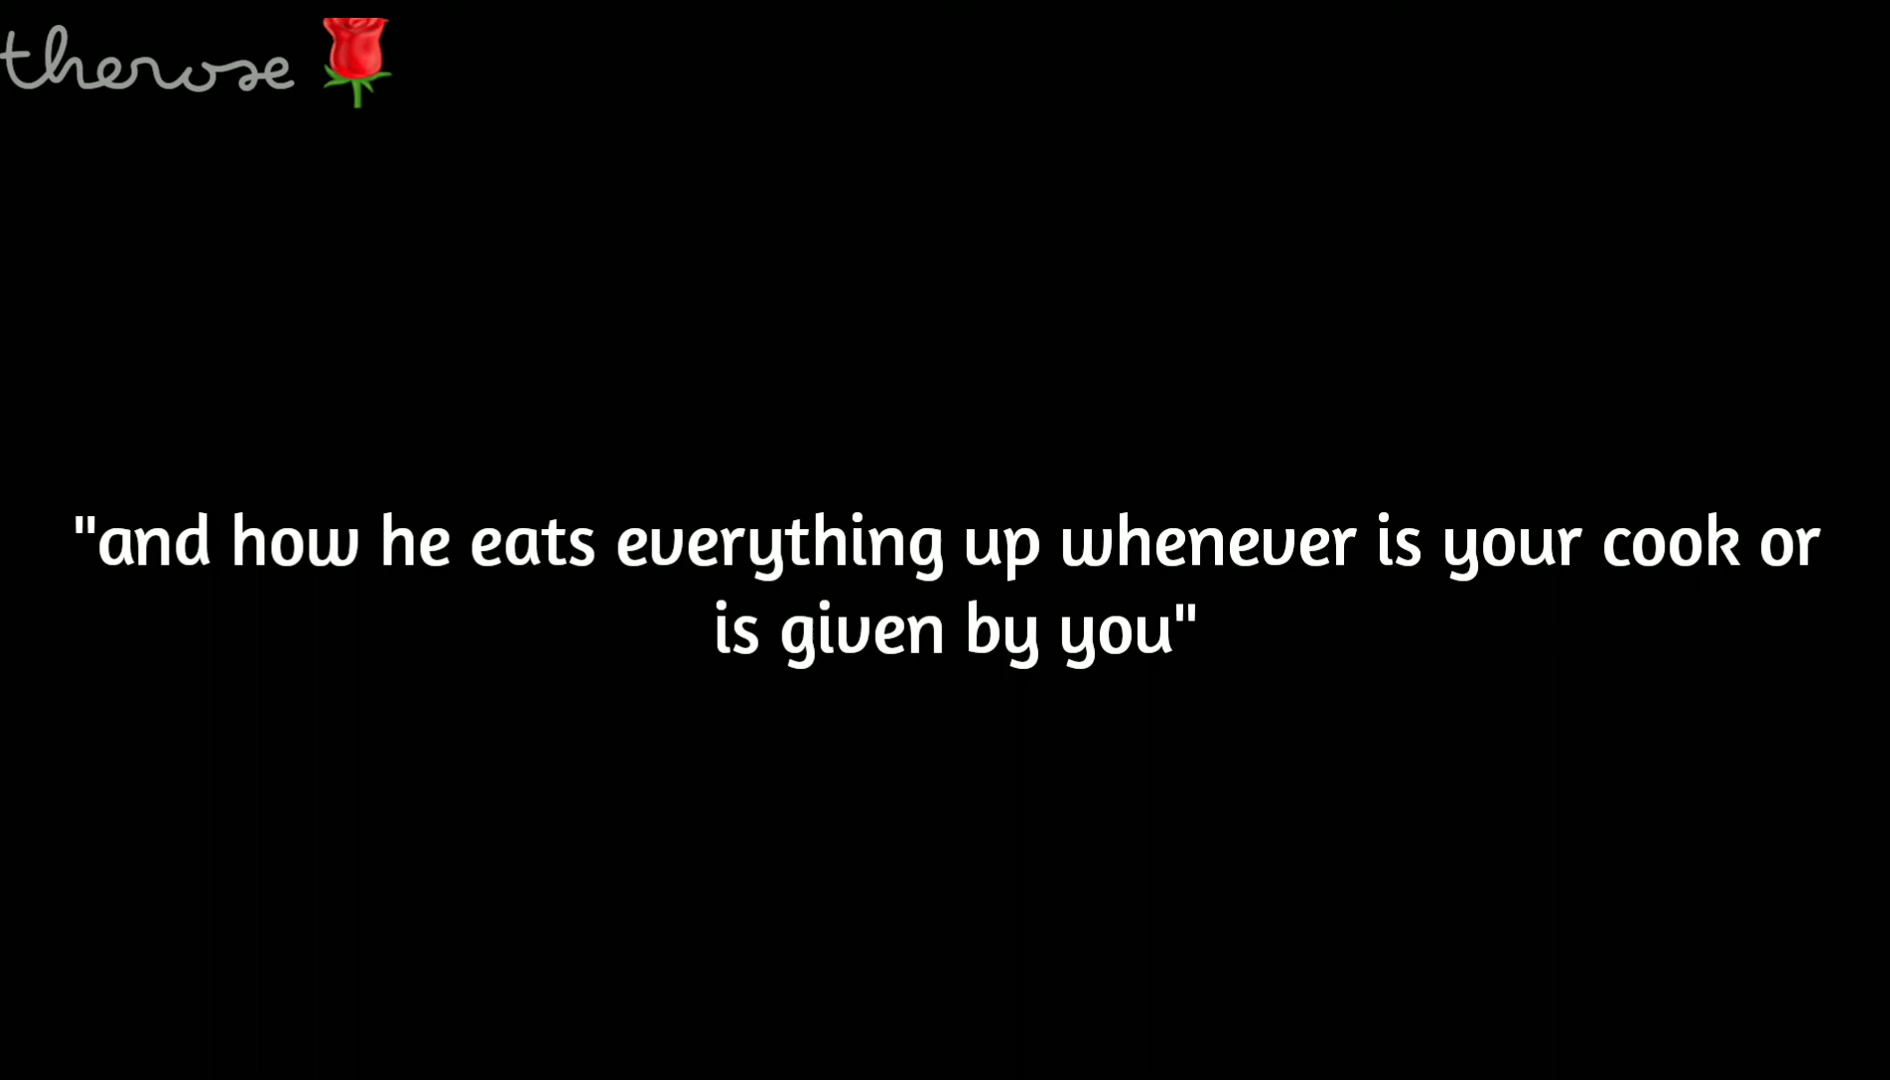 therose
"and how he eats everything up whenever is your cook or
is given by you"